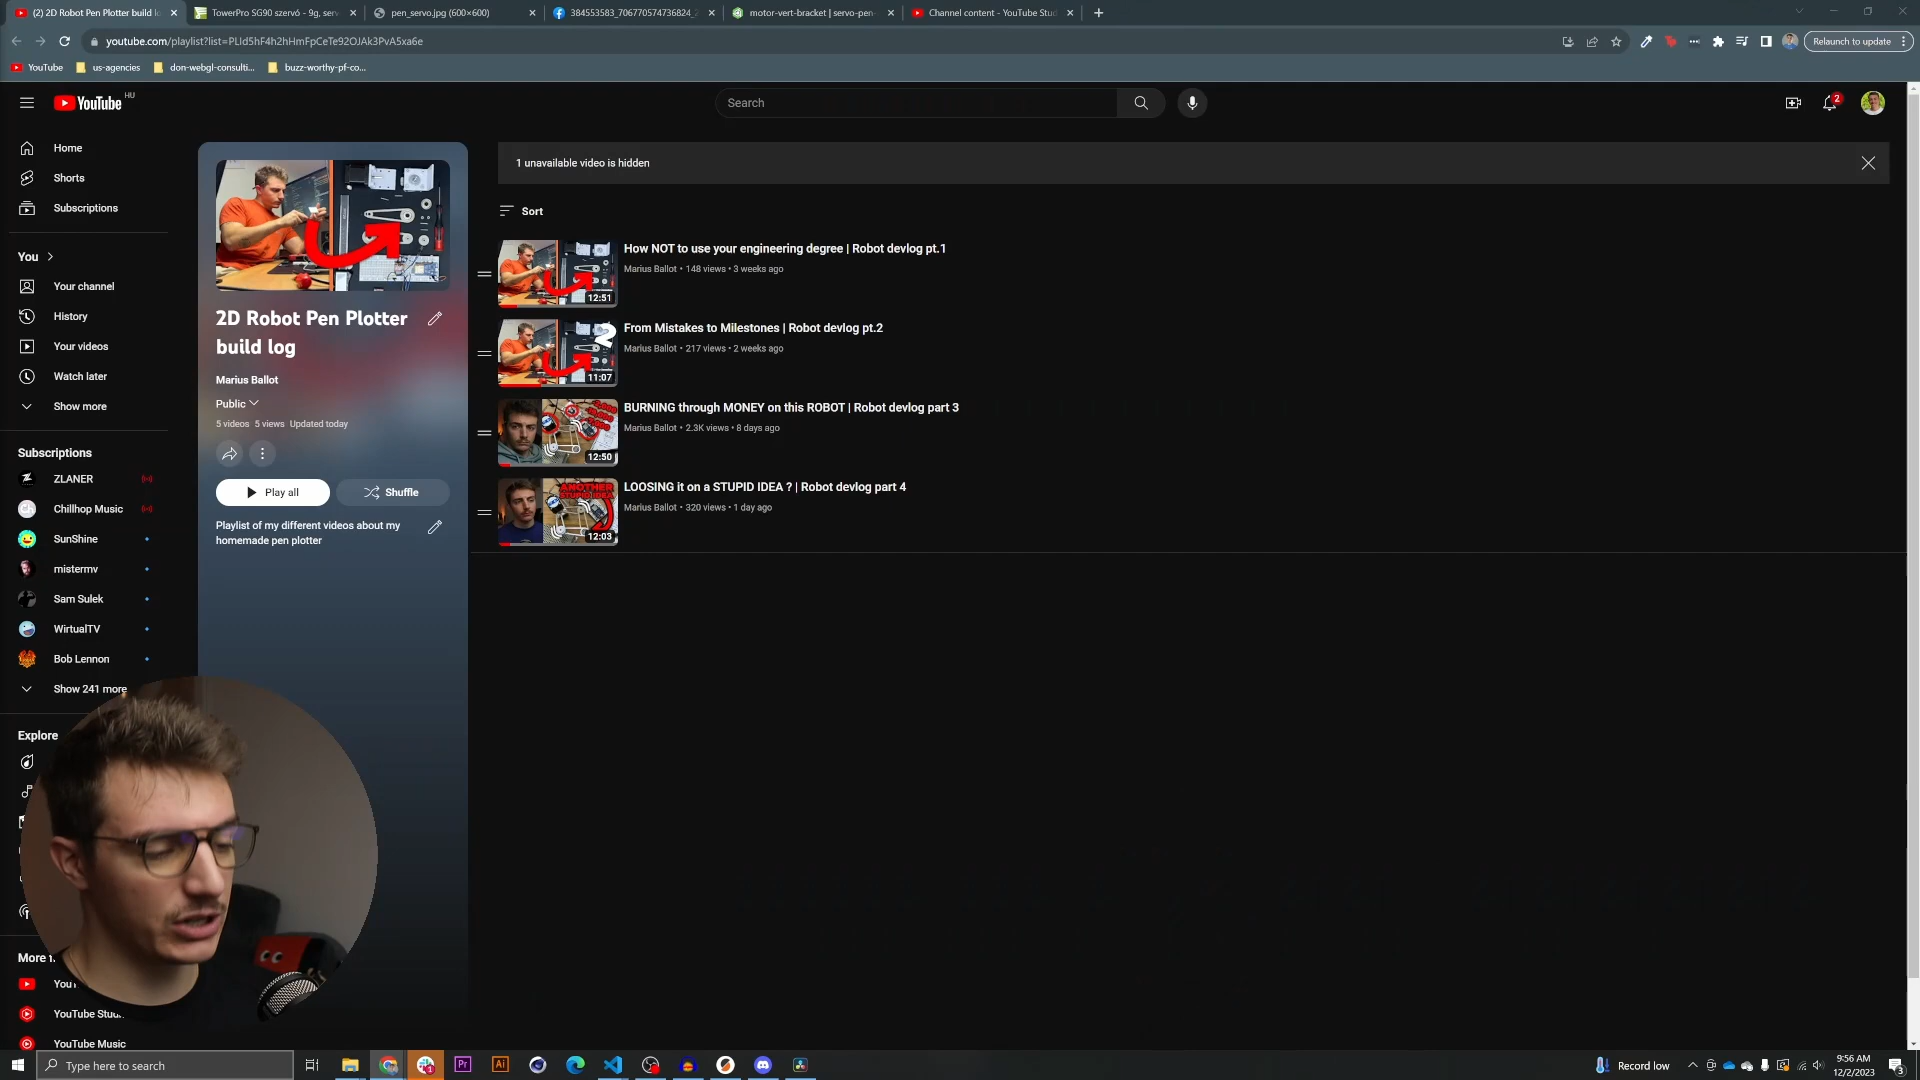 (2) 2D Robot Pen Plotter build lo
TowerPro SG90 szervó - 9g, serv
pen_servo.jpg (600×600)
384553583_706770574736824_2
motor-vert-bracket | servo-pen-
Channel content - YouTube Stud
youtube.com/playlist?list=PLId5hF4h2hHmFpCeTe92OJAk3PvA5xa6e
Relaunch to update
YouTube
us-agencies
don-webgl-consulti...
buzz-worthy-pf-co...
YouTube HU
Search
2
Home
Shorts
Subscriptions
You
Your channel
History
Your videos
Watch later
Show more
Subscriptions
ZLANER
Chillhop Music
SunShine
mistermv
Sam Sulek
WirtualTV
Bob Lennon
Show 241 more
Explore
YouTube Music
2D Robot Pen Plotter
build log
Marius Ballot
Public
5 videos 5 views Updated today
Play all
Shuffle
Playlist of my different videos about my
homemade pen plotter
1 unavailable video is hidden
Sort
12:51
How NOT to use your engineering degree | Robot devlog pt.1
Marius Ballot • 148 views • 3 weeks ago
2
11:07
From Mistakes to Milestones | Robot devlog pt.2
Marius Ballot • 217 views • 2 weeks ago
12:50
BURNING through MONEY on this ROBOT | Robot devlog part 3
Marius Ballot • 2.3K views • 8 days ago
ANOTHER
STUPID IDEA
12:03
LOOSING it on a STUPID IDEA ? | Robot devlog part 4
Marius Ballot • 320 views • 1 day ago
Type here to search
Pr
Ai
Record low
9:56 AM
12/2/2023
3